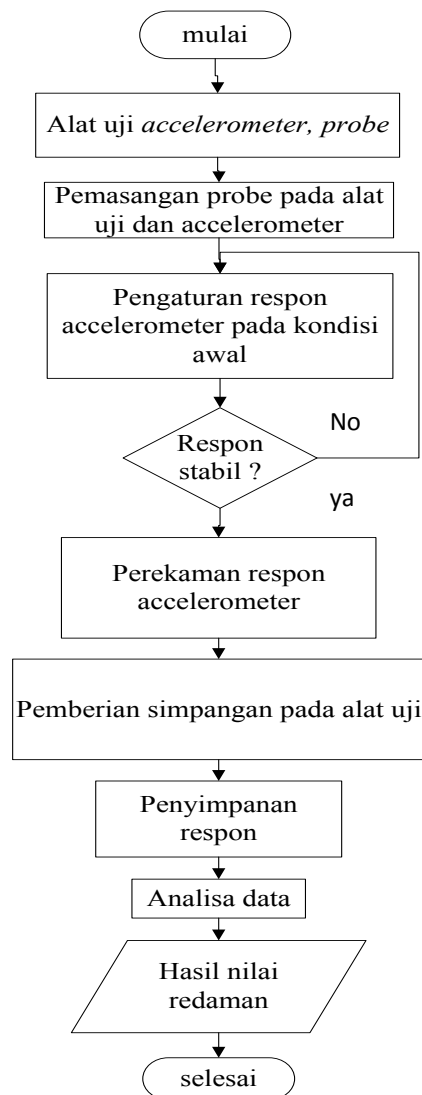 mulai
Alat uji accelerometer, probe
Pemasangan probe pada alat
uji dan accelerometer
Pengaturan respon
accelerometer pada kondisi
awal
Respon
stabil ?
No
ya
Perekaman respon
accelerometer
Pemberian simpangan pada alat uji
Penyimpanan
respon
Analisa data
Hasil nilai
redaman
selesai